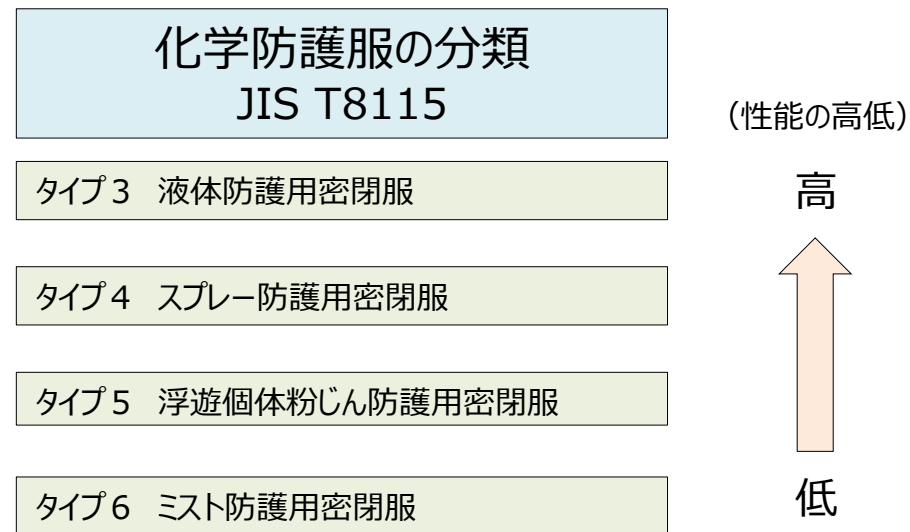 化学防護服の分類
JIS T8115
（性能の高低）
タイプ３　液体防護用密閉服
高
タイプ４　スプレー防護用密閉服
タイプ５　浮遊個体粉じん防護用密閉服
タイプ６　ミスト防護用密閉服
低